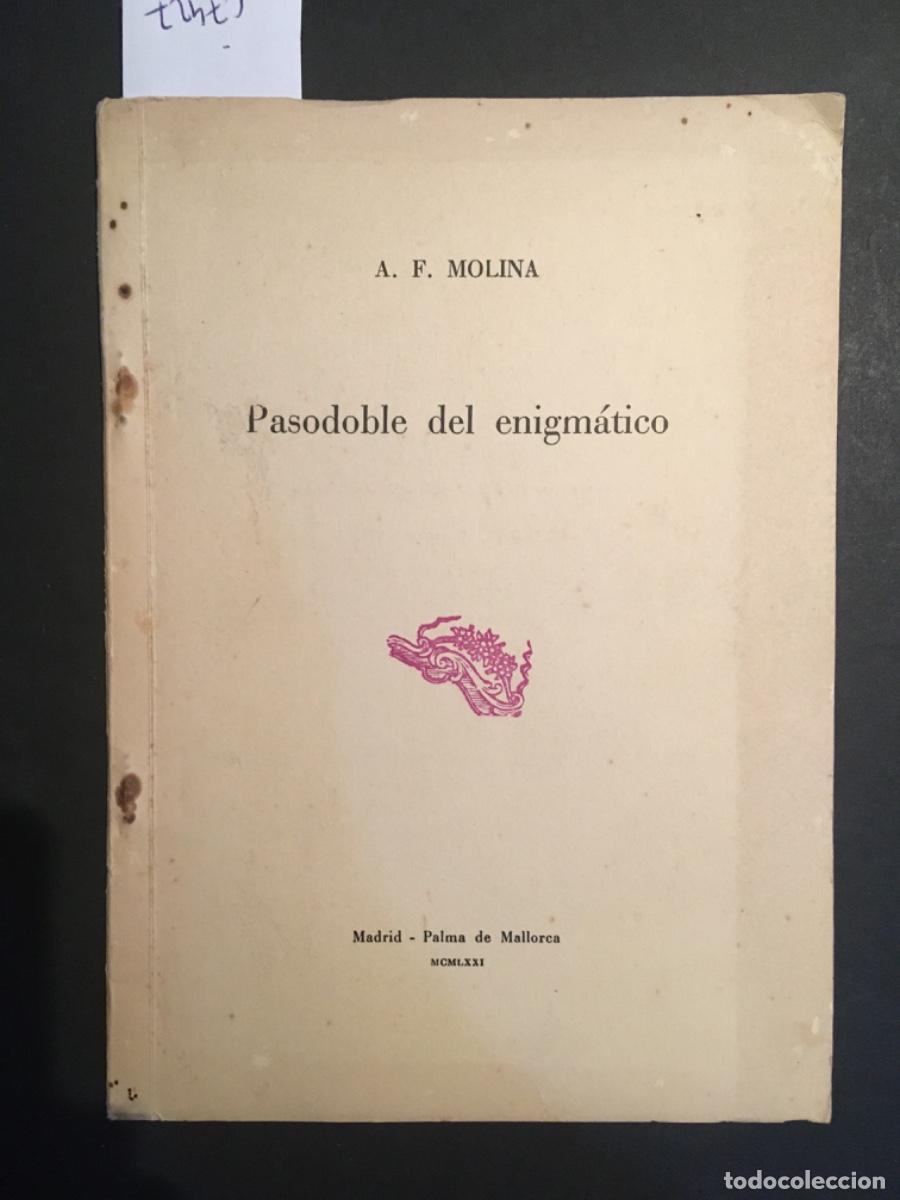 A. F. MOLINA
Pasodoble del enigmático
Madrid - Palma de Mallorca
MCMLXXI
todocoleccion